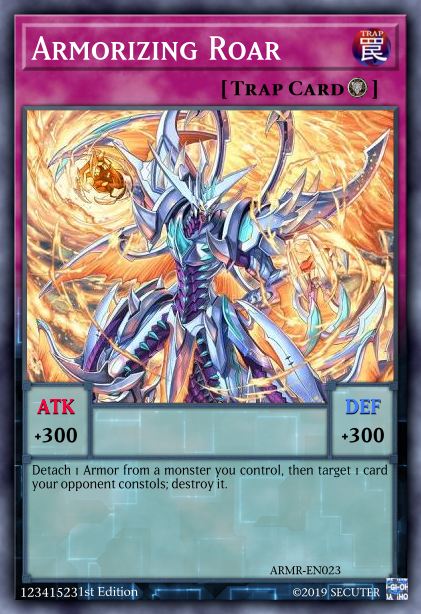 Armorizing Roar
TRAP
罠
[Trap Card]
ATK
+300
DEF
+300
Detach 1 Armor from a monster you control, then target 1 card
your opponent constols; destroy it.
ARMR-EN023
123415231st Edition
©2019 SECUTER